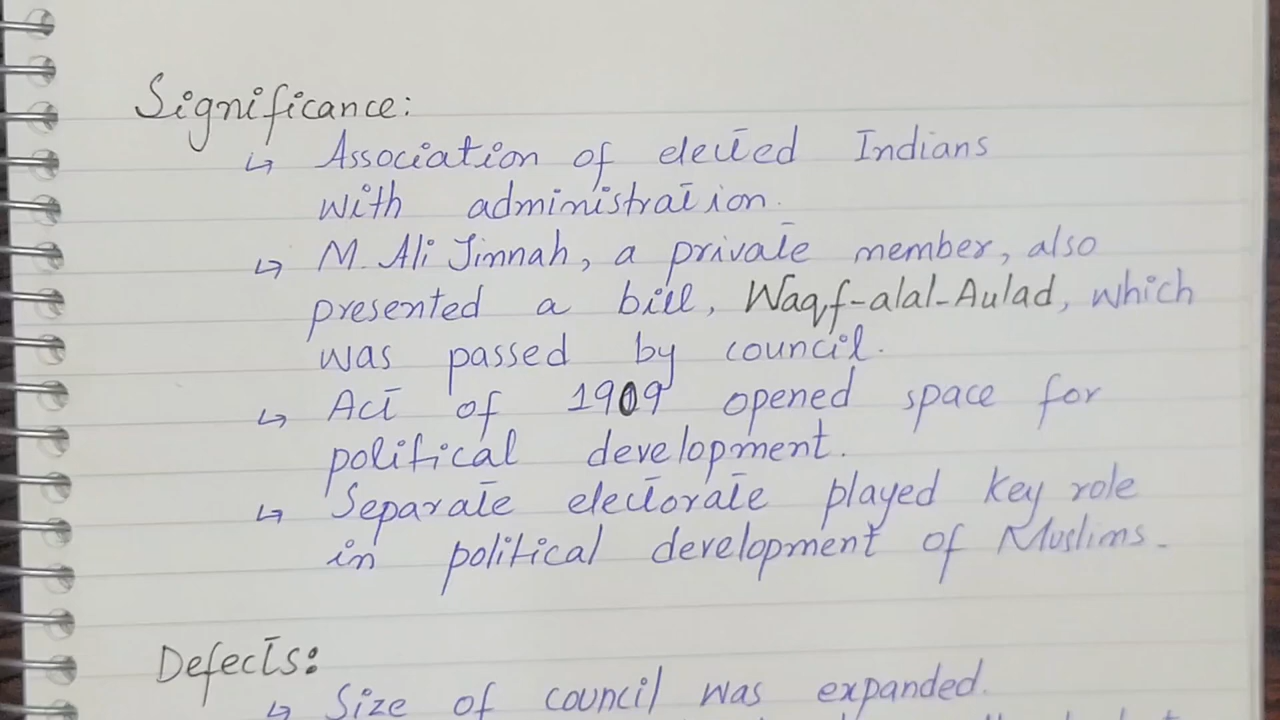 Significance:
↳ Association of elected Indians
with administration.
↳ M. Ali Jinnah, a private member, also
presented a bill, Waqf-alal-Aulad, which
was passed by council.
↳ Act of 1909 opened space for
political development.
↳ Separate electorate played key role
in political development of Muslims.
Defects:
↳ Size of council was expanded.